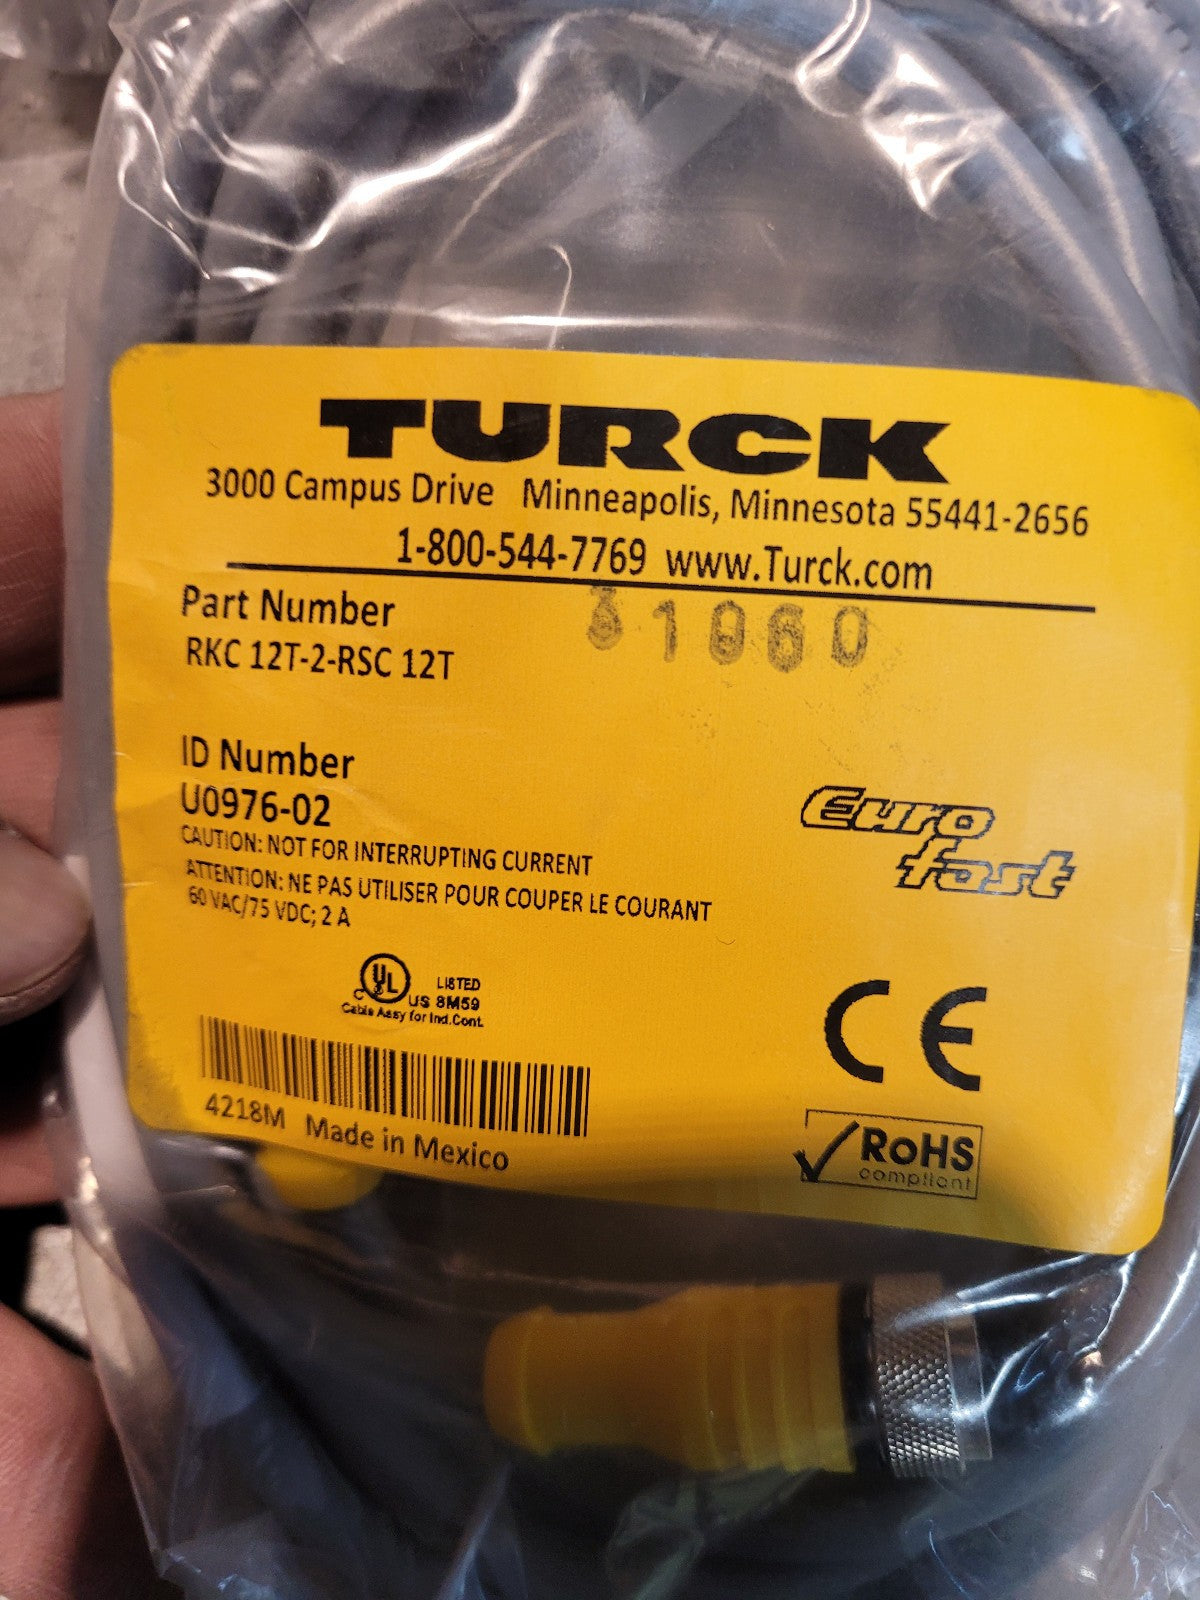 TURCK
3000 Campus Drive Minneapolis, Minnesota 55441-2656
1-800-544-7769 www.Turck.com
Part Number
RKC 12T-2-RSC 12T
ID Number
U0976-02
CAUTION: NOT FOR INTERRUPTING CURRENT
ATTENTION: NE PAS UTILISER POUR COUPER LE COURANT
60 VAC/75 VDC; 2 A
Euro
fast
C UL US LISTED
8M59
Cable Assy for Ind.Cont.
CE
4218M Made in Mexico
RoHS
compliant